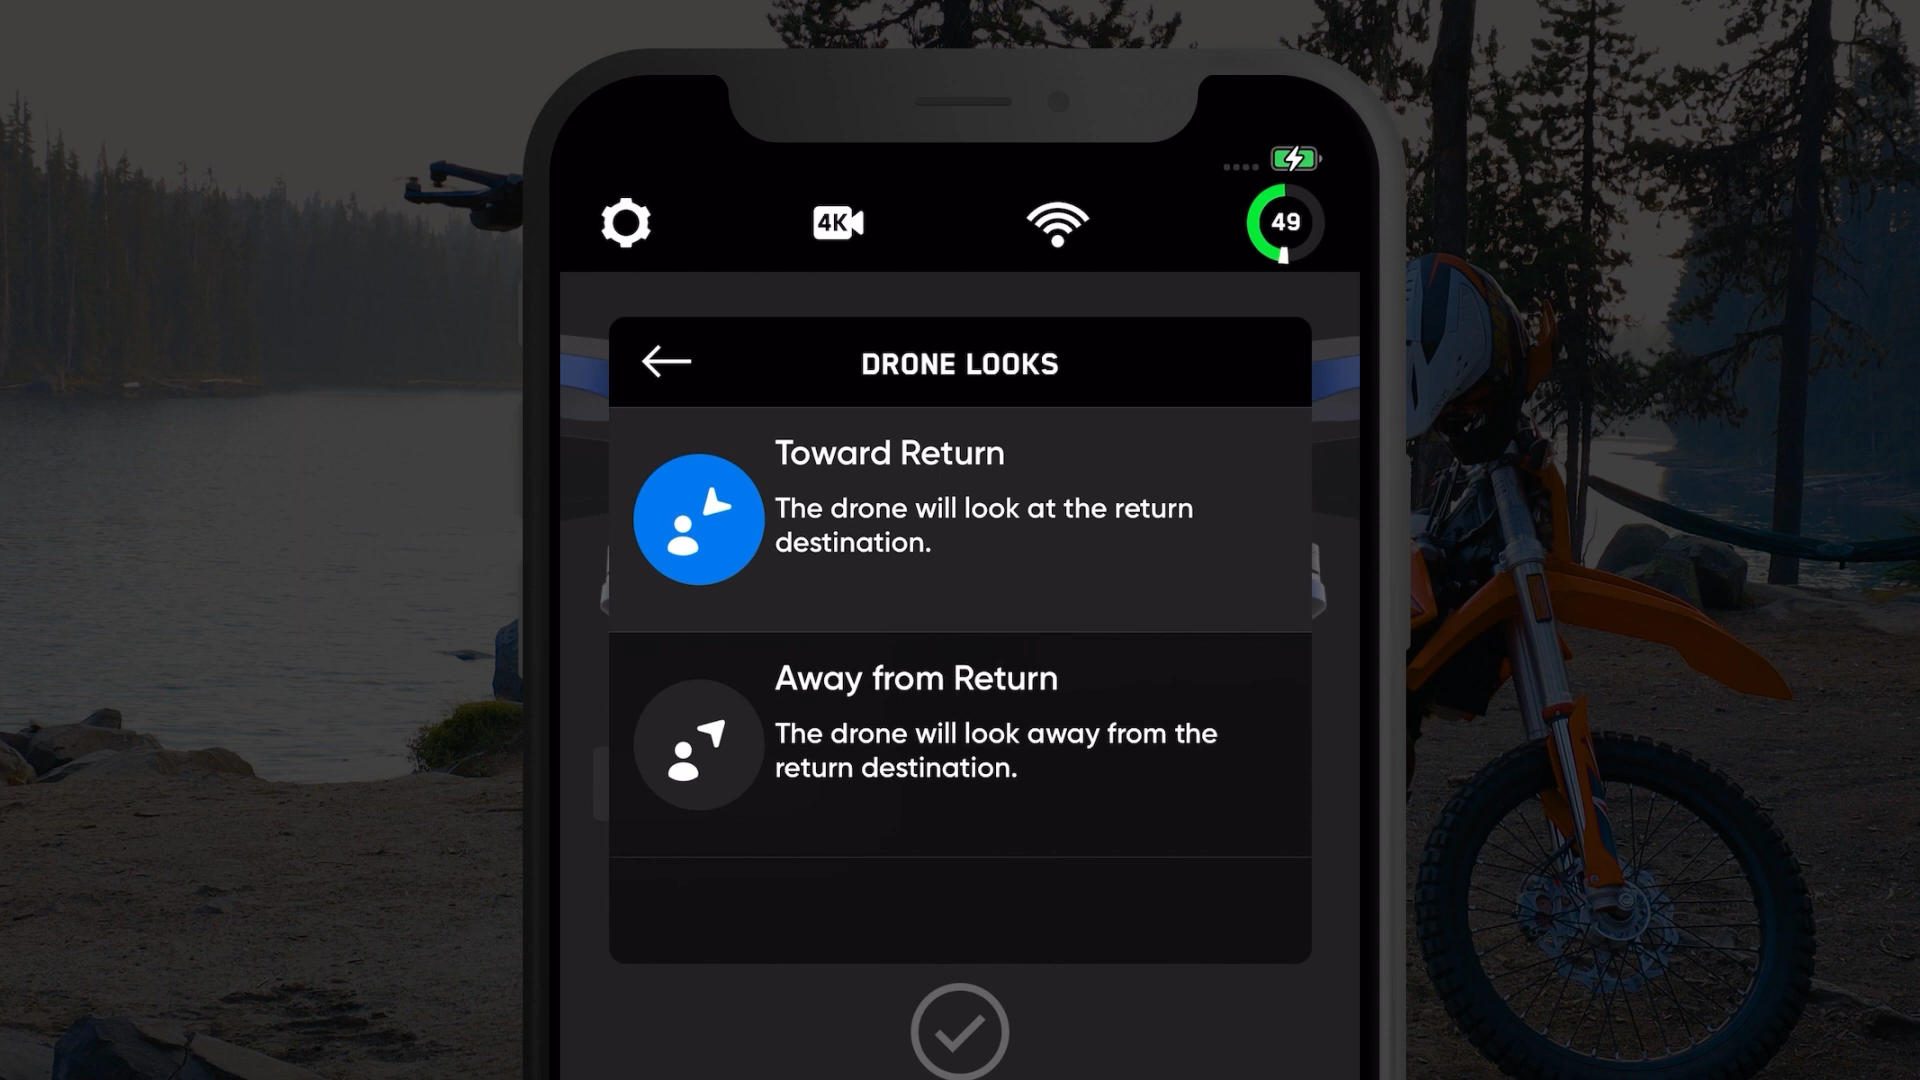 4K
49
DRONE LOOKS
Toward Return
The drone will look at the return
destination.
Away from Return
The drone will look away from the
return destination.